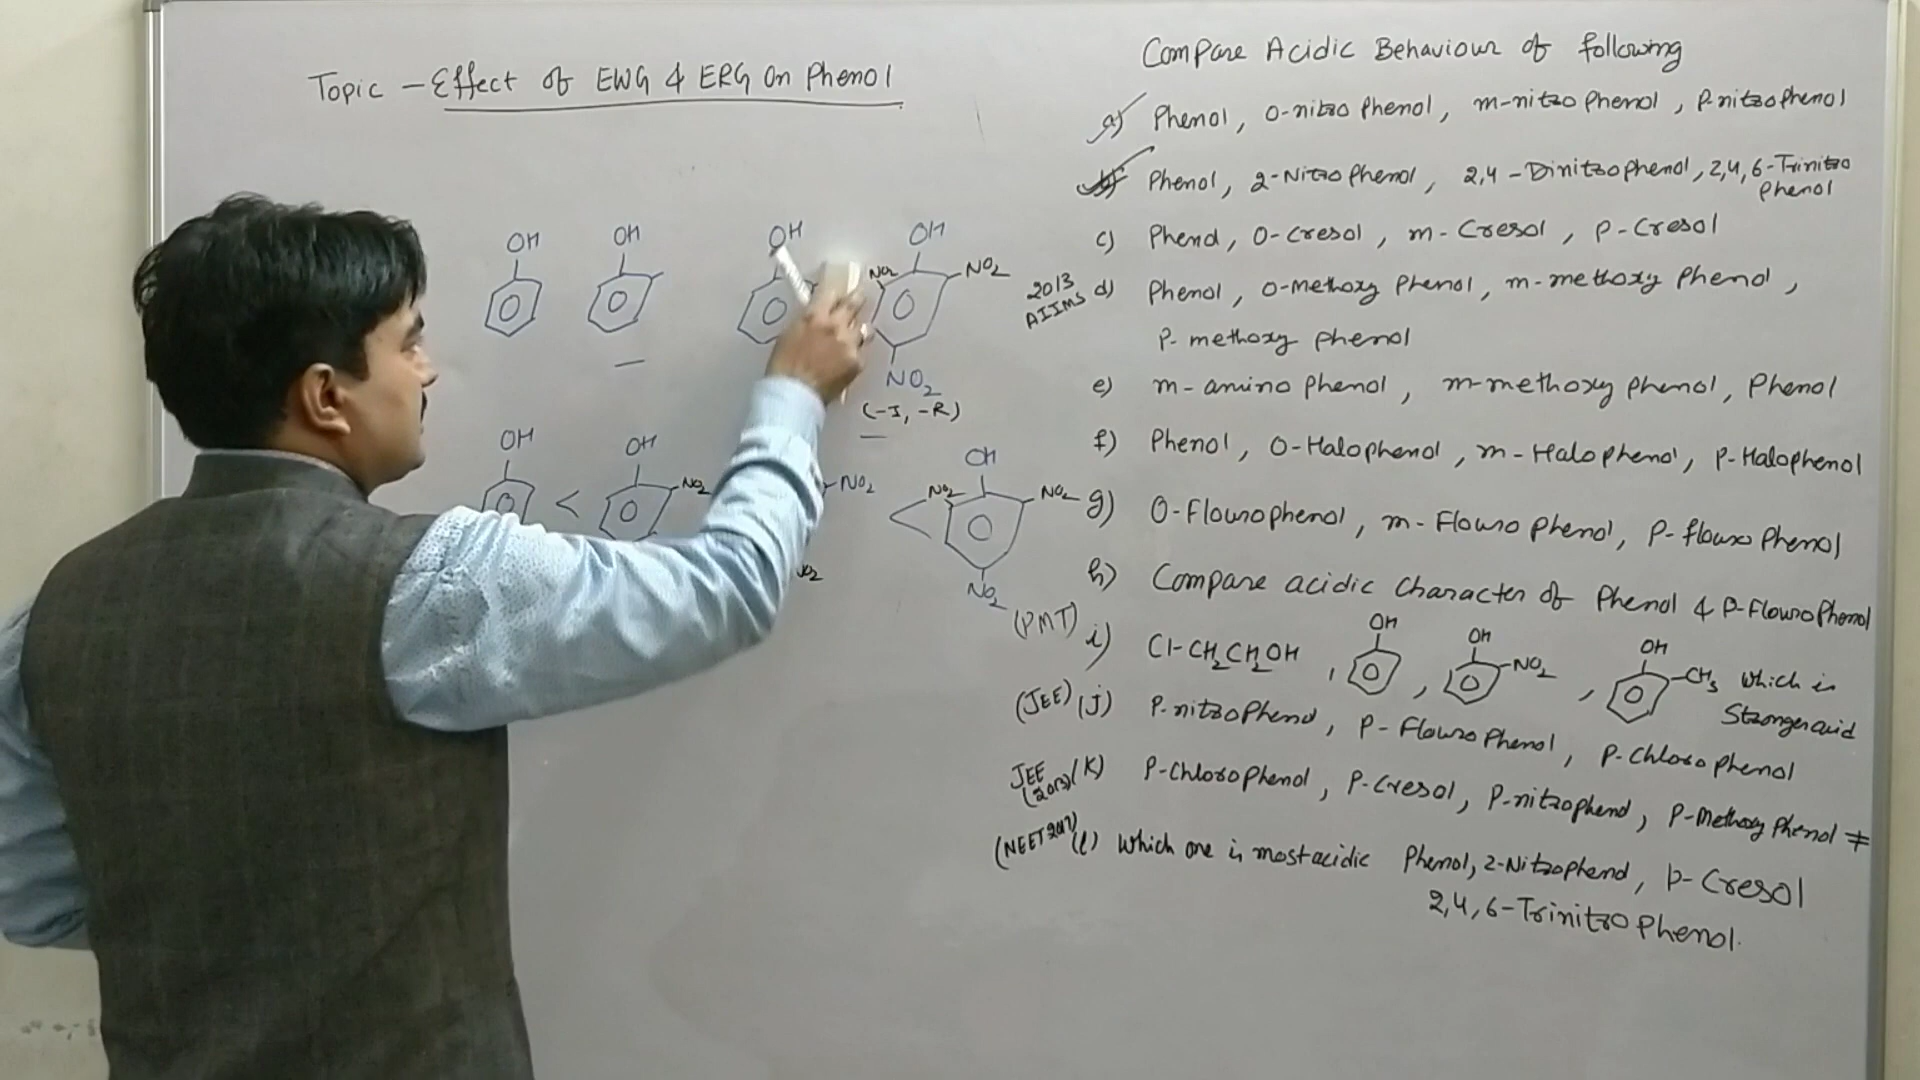 Topic - Effect of EWG & ERG On Phenol
OH OH OH OH
NO2 NO2
NO2
(-I, -R)
OH OH OH
< NO2 NO2 < NO2 NO2
NO2
Compare Acidic Behaviour of following
a) Phenol, O-nitro Phenol, m-nitro Phenol, P-nitrophenol
b) Phenol, 2-Nitro Phenol, 2,4-Dinitrophenol, 2,4,6-Trinitro
Phenol
c) Phenol, O-Cresol, m-Cresol, P-Cresol
2013 AIIMS d) Phenol, O-Methoxy Phenol, m-methoxy Phenol,
P-methoxy phenol
e) m-amino phenol, m-methoxy phenol, Phenol
f) Phenol, O-Halophenol, m-Halophenol, P-Halophenol
g) O-Flourophenol, m-Flouro Phenol, P-flouro Phenol
h) Compare acidic character of Phenol & P-FlouroPhenol
(PMT) i) Cl-CH2CH2OH, OH, OH NO2, OH CH3 which is
Stronger acid
(JEE) (j) P-nitroPhenol, P-Flouro Phenol, P-Chlorophenol
JEE (2013) (K) P-Chlorophenol, P-Cresol, P-nitrophenol, P-Methoxy Phenol ≠
(NEET 2017) (l) Which one is most acidic Phenol, 2-Nitrophenol, p-Cresol
2,4,6-Trinitro Phenol.